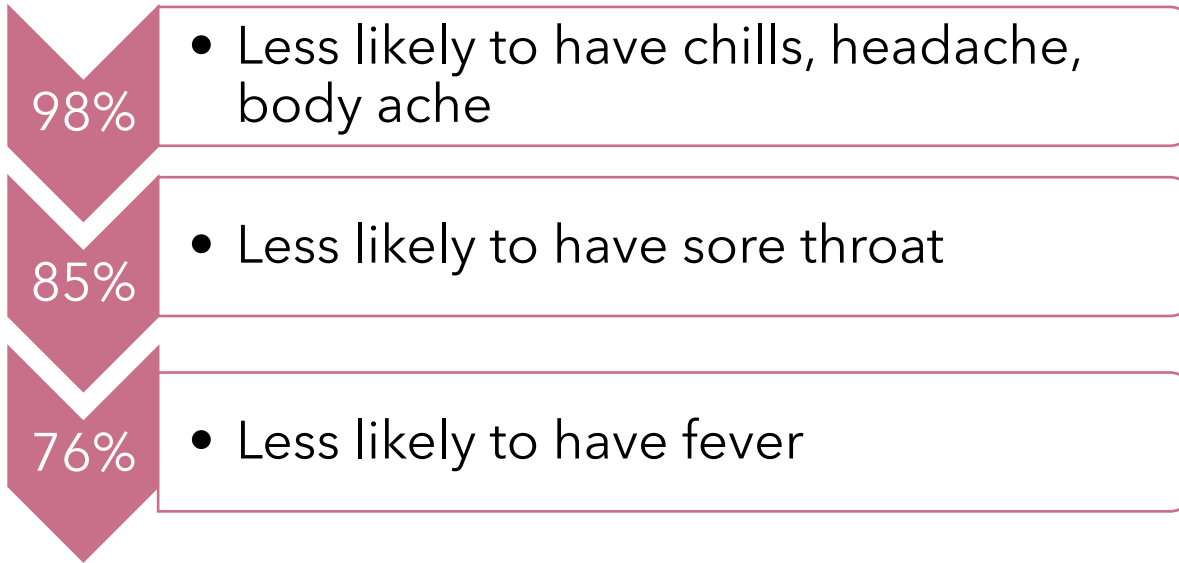 98%
• Less likely to have chills, headache,
body ache
85%
• Less likely to have sore throat
76%
• Less likely to have fever